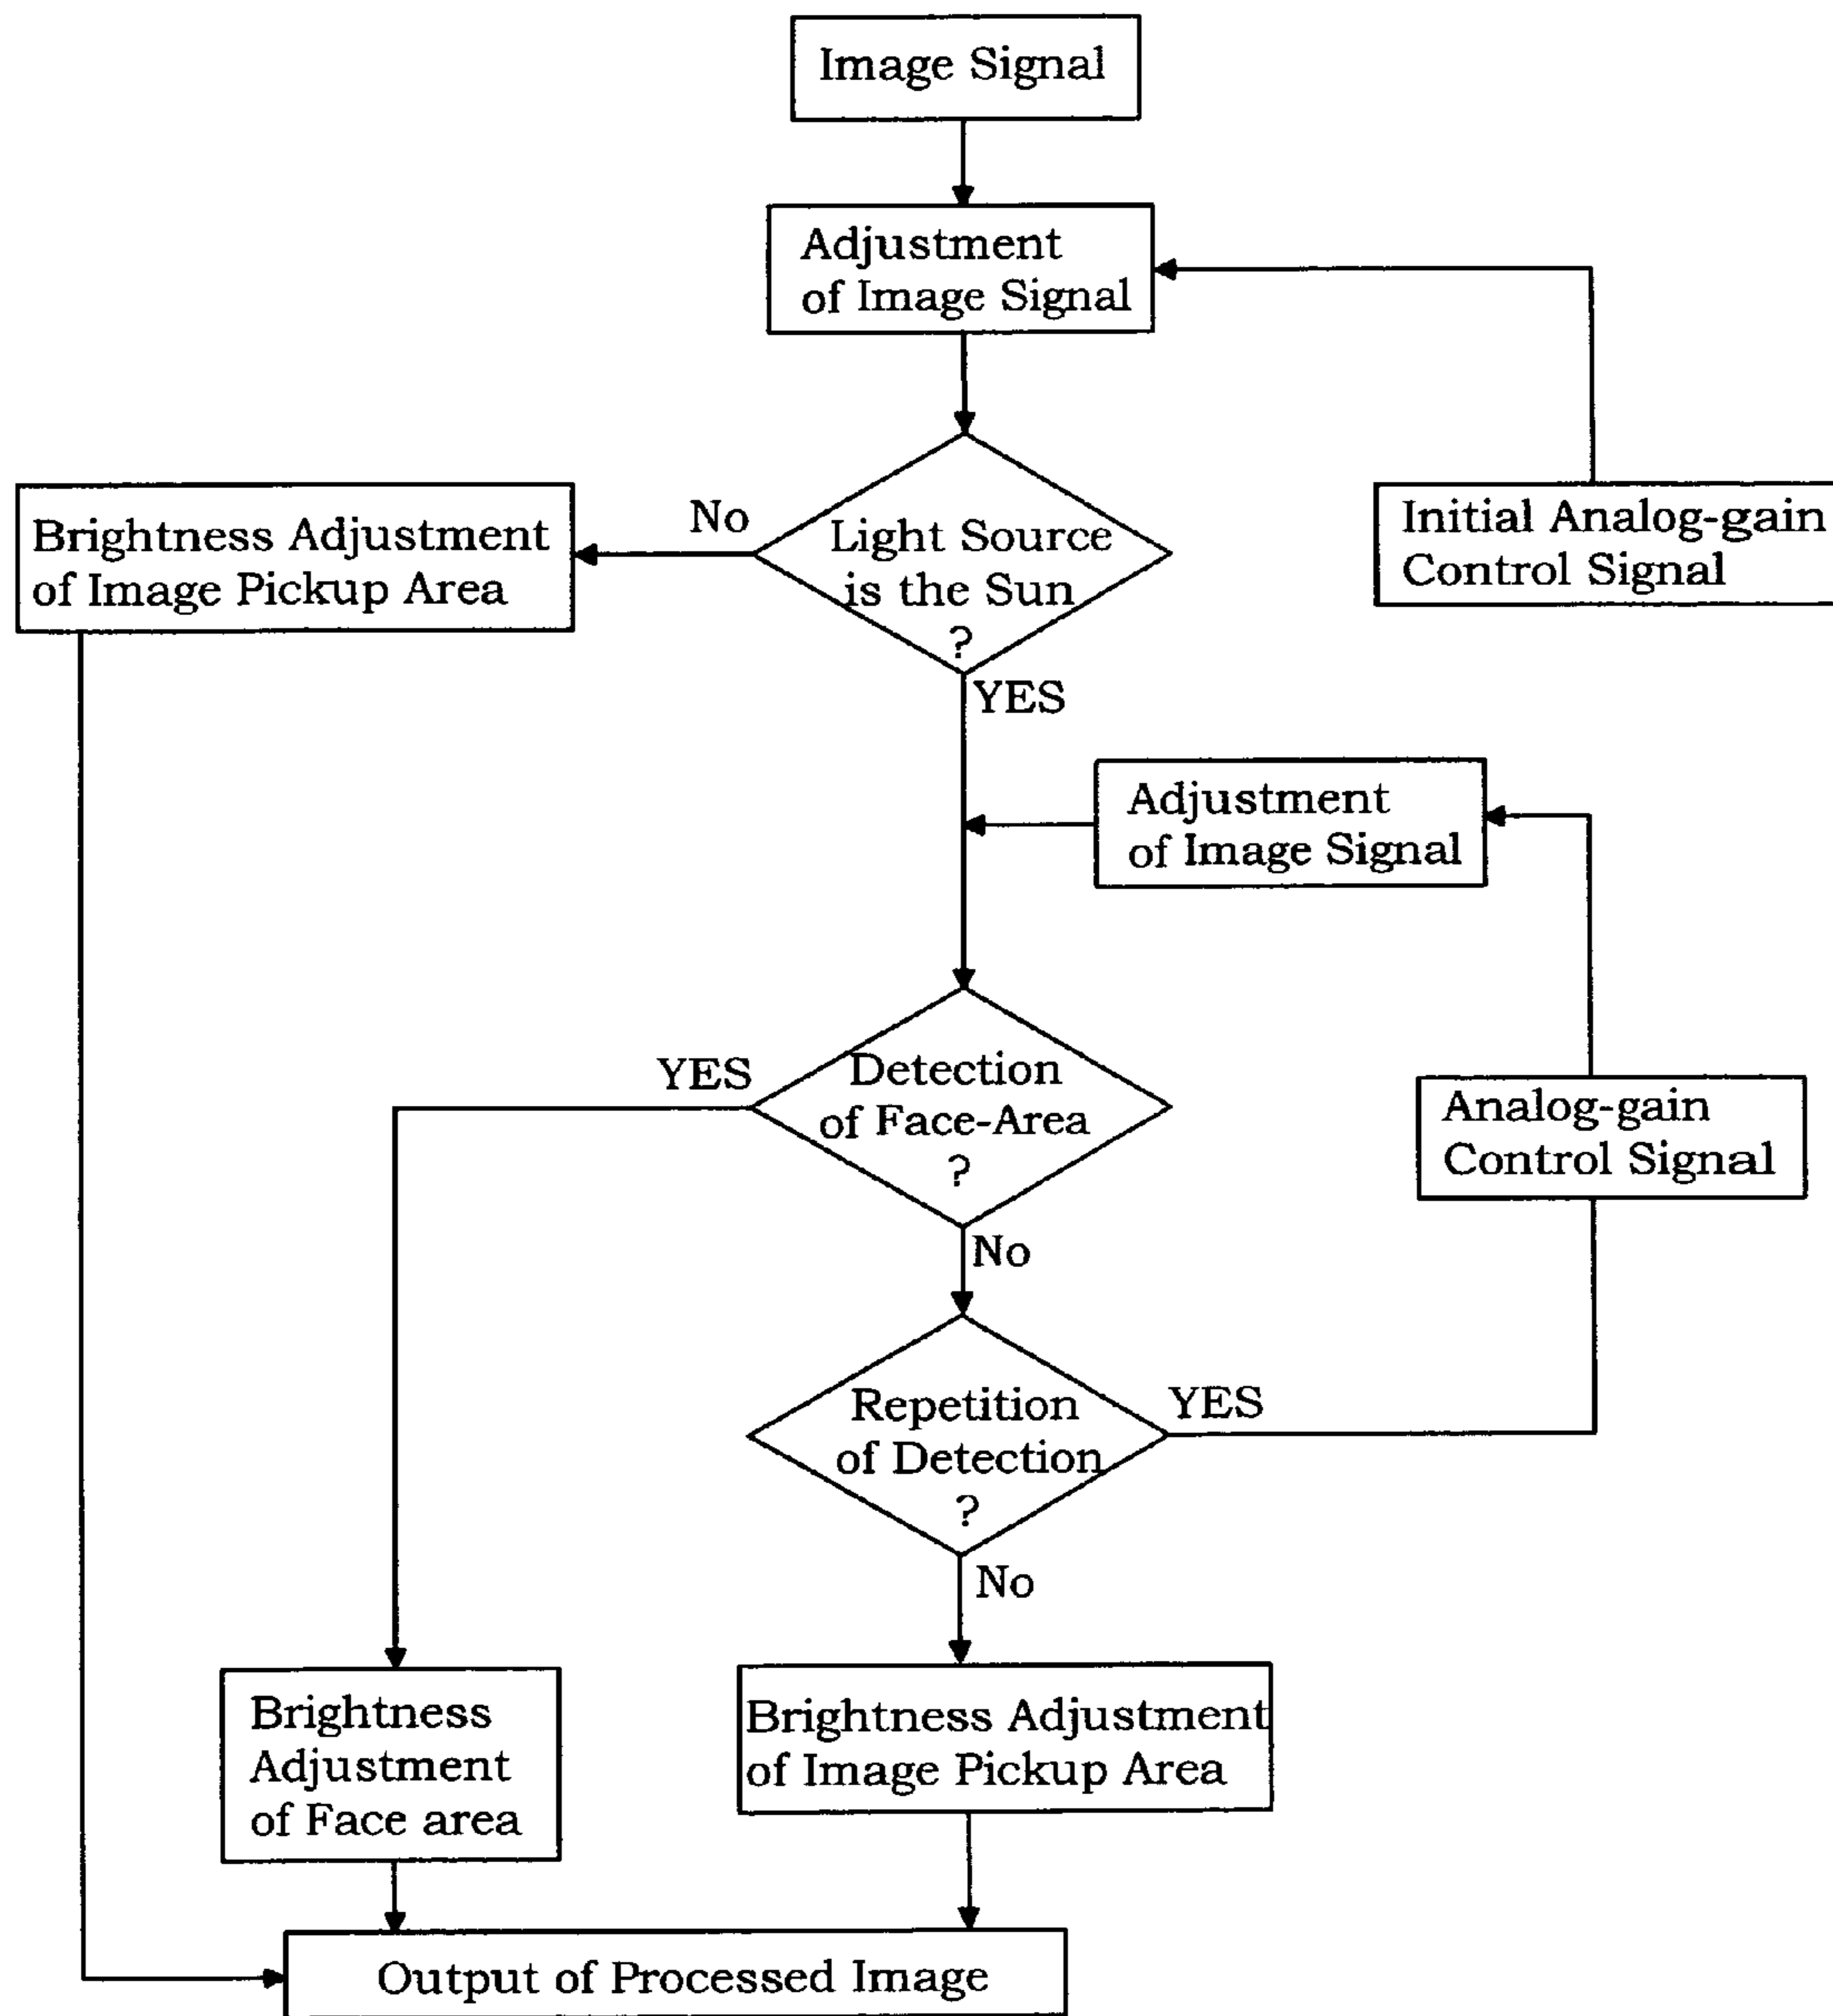 Image Signal
Adjustment
of Image Signal
No
Brightness Adjustment
of Image Pickup Area
Light Source
is the Sun
?
Initial Analog-gain
Control Signal
YES
Adjustment
of Image Signal
YES
Detection
of Face-Area
?
Analog-gain
Control Signal
No
Repetition
of Detection
?
YES
No
Brightness
Adjustment
of Face area
Brightness Adjustment
of Image Pickup Area
Output of Processed Image